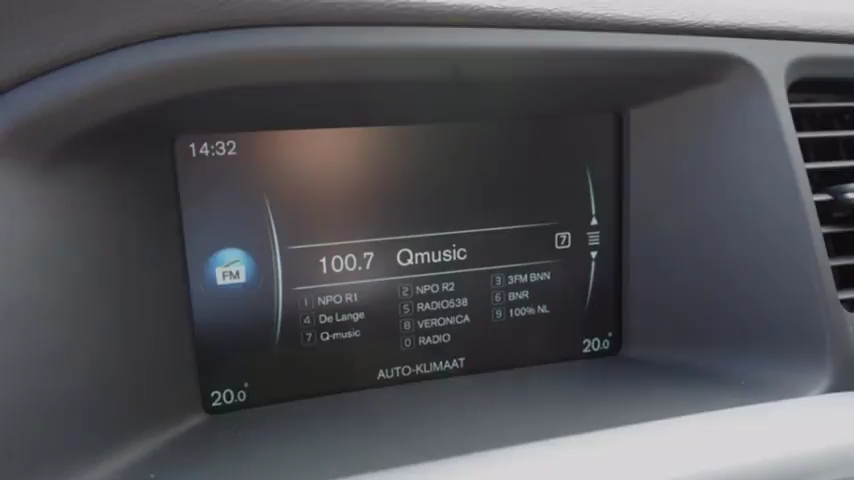 14:32
FM
100.7 Qmusic 7
1 NPO R1 2 NPO R2 3 3FM BNN
4 De Lange 5 RADIO538 6 BNR
7 Q-music 8 VERONICA 9 100% NL
0 RADIO
AUTO-KLIMAAT
20.0° 20.0°